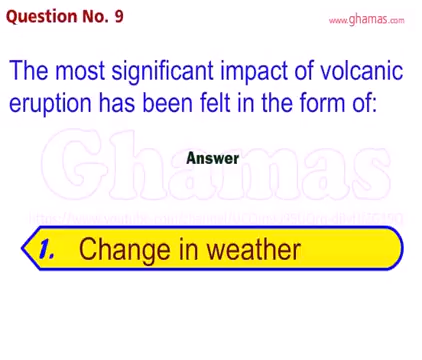 Question No. 9
www.ghamas.com
The most significant impact of volcanic
eruption has been felt in the form of:
Ghamas
Answer
1. Change in weather